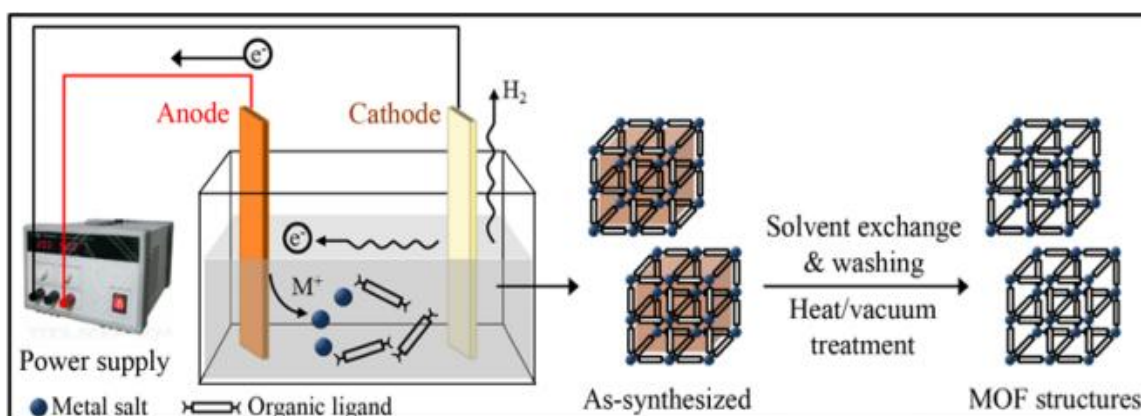 e-
Anode
Cathode
H2
e-
M+
Power supply
Metal salt
Organic ligand
As-synthesized
Solvent exchange
& washing
Heat/vacuum
treatment
MOF structures